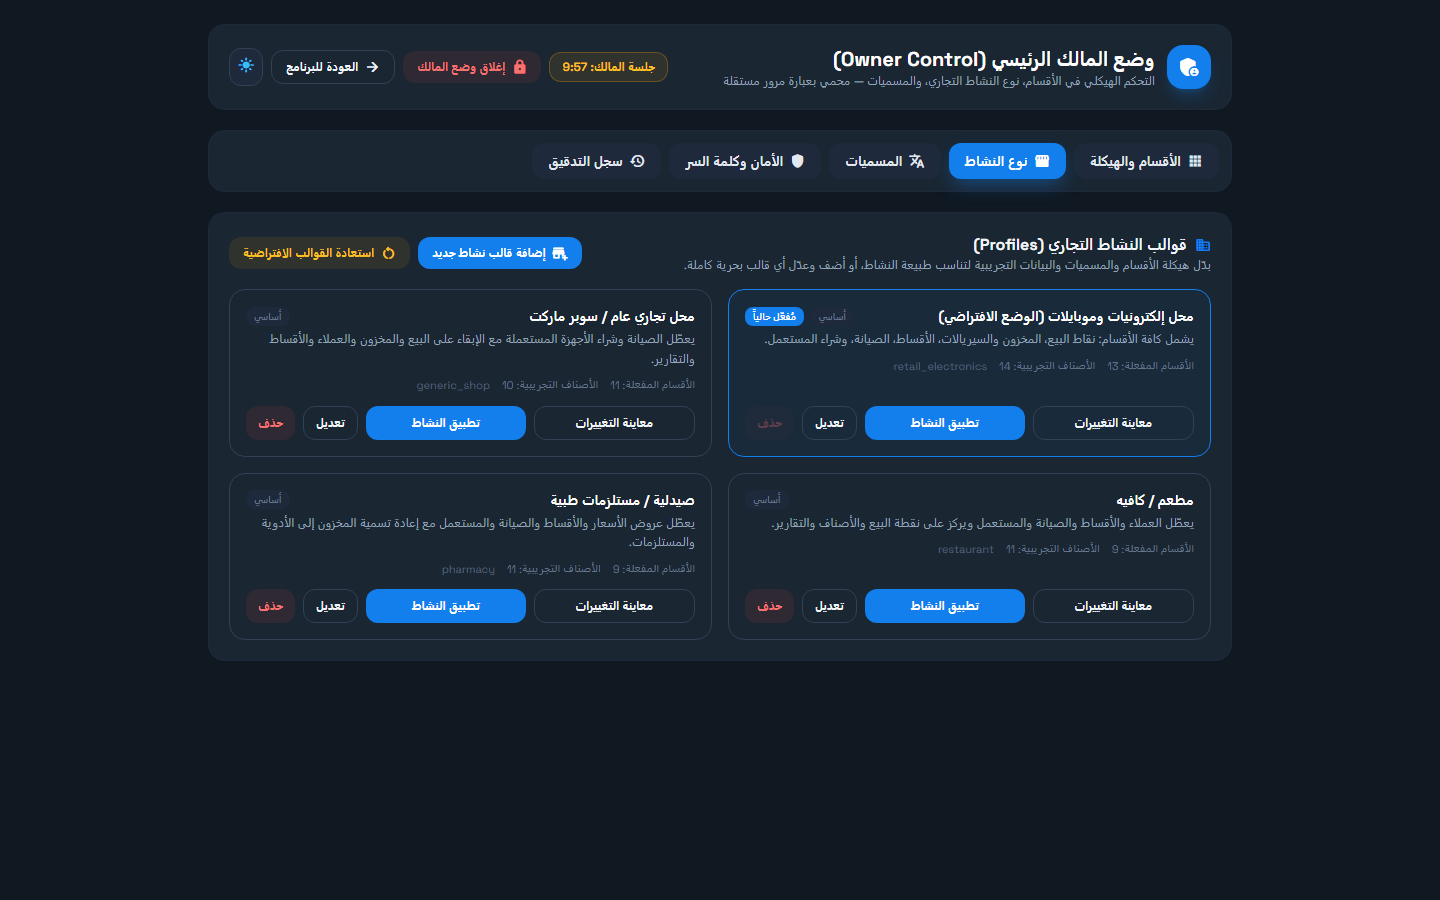 وضع المالك الرئيسي (Owner Control)
التحكم الهيكلي في الأقسام، نوع النشاط التجاري، والمسميات — محمي بعبارة مرور مستقلة
جلسة المالك: 9:57
إغلاق وضع المالك
العودة للبرنامج
الأقسام والهيكلة
نوع النشاط
المسميات
الأمان وكلمة السر
سجل التدقيق
قوالب النشاط التجاري (Profiles)
بدّل هيكلة الأقسام والمسميات والبيانات التجريبية لتناسب طبيعة النشاط، أو أضف وعدّل أي قالب بحرية كاملة.
إضافة قالب نشاط جديد
استعادة القوالب الافتراضية
محل إلكترونيات وموبايلات (الوضع الافتراضي)
أساسي
مُفعّل حالياً
يشمل كافة الأقسام: نقاط البيع، المخزون والسيريالات، الأقساط، الصيانة، وشراء المستعمل.
الأقسام المفعلة: 13
الأصناف التجريبية: 14
retail_electronics
معاينة التغييرات
تطبيق النشاط
تعديل
حذف
محل تجاري عام / سوبر ماركت
أساسي
يعطّل الصيانة وشراء الأجهزة المستعملة مع الإبقاء على البيع والمخزون والعملاء والأقساط
والتقارير.
الأقسام المفعلة: 11
الأصناف التجريبية: 10
generic_shop
معاينة التغييرات
تطبيق النشاط
تعديل
حذف
مطعم / كافيه
أساسي
يعطّل العملاء والأقساط والصيانة والمستعمل ويركز على نقطة البيع والأصناف والتقارير.
الأقسام المفعلة: 9
الأصناف التجريبية: 11
restaurant
معاينة التغييرات
تطبيق النشاط
تعديل
حذف
صيدلية / مستلزمات طبية
أساسي
يعطّل عروض الأسعار والأقساط والصيانة والمستعمل مع إعادة تسمية المخزون إلى الأدوية
والمستلزمات.
الأقسام المفعلة: 9
الأصناف التجريبية: 11
pharmacy
معاينة التغييرات
تطبيق النشاط
تعديل
حذف